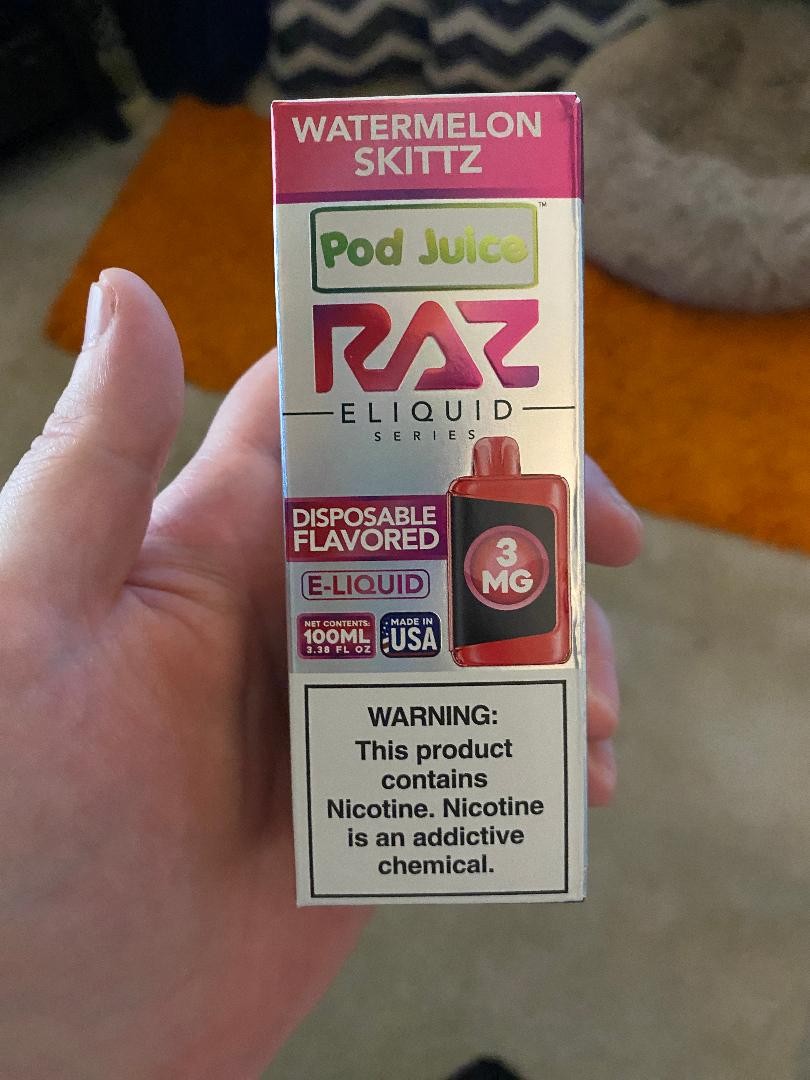 WATERMELON
SKITTZ
Pod Juice™
RAZ
ELIQUID
SERIES
DISPOSABLE
FLAVORED
E-LIQUID
3
MG
NET CONTENTS:
100ML
3.38 FL OZ
MADE IN
USA
WARNING:
This product
contains
Nicotine. Nicotine
is an addictive
chemical.